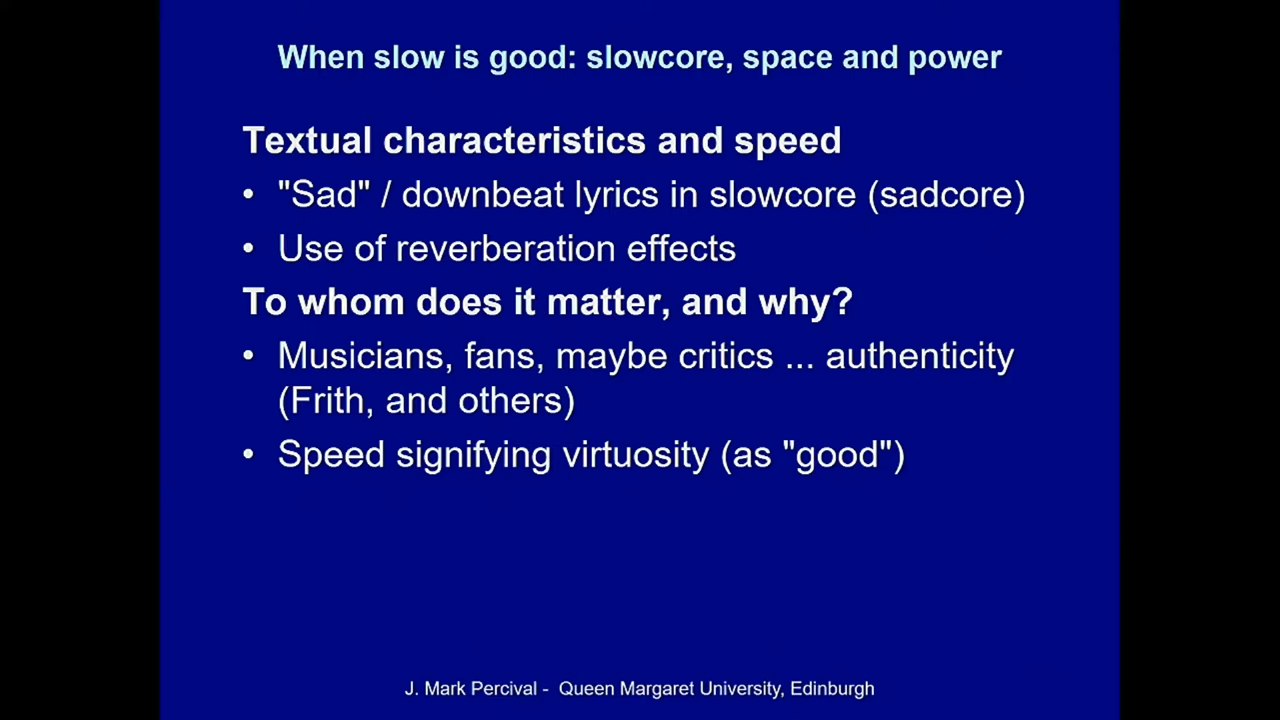 When slow is good: slowcore, space and power
Textual characteristics and speed
• "Sad" / downbeat lyrics in slowcore (sadcore)
• Use of reverberation effects
To whom does it matter, and why?
• Musicians, fans, maybe critics ... authenticity
(Frith, and others)
• Speed signifying virtuosity (as "good")
J. Mark Percival - Queen Margaret University, Edinburgh